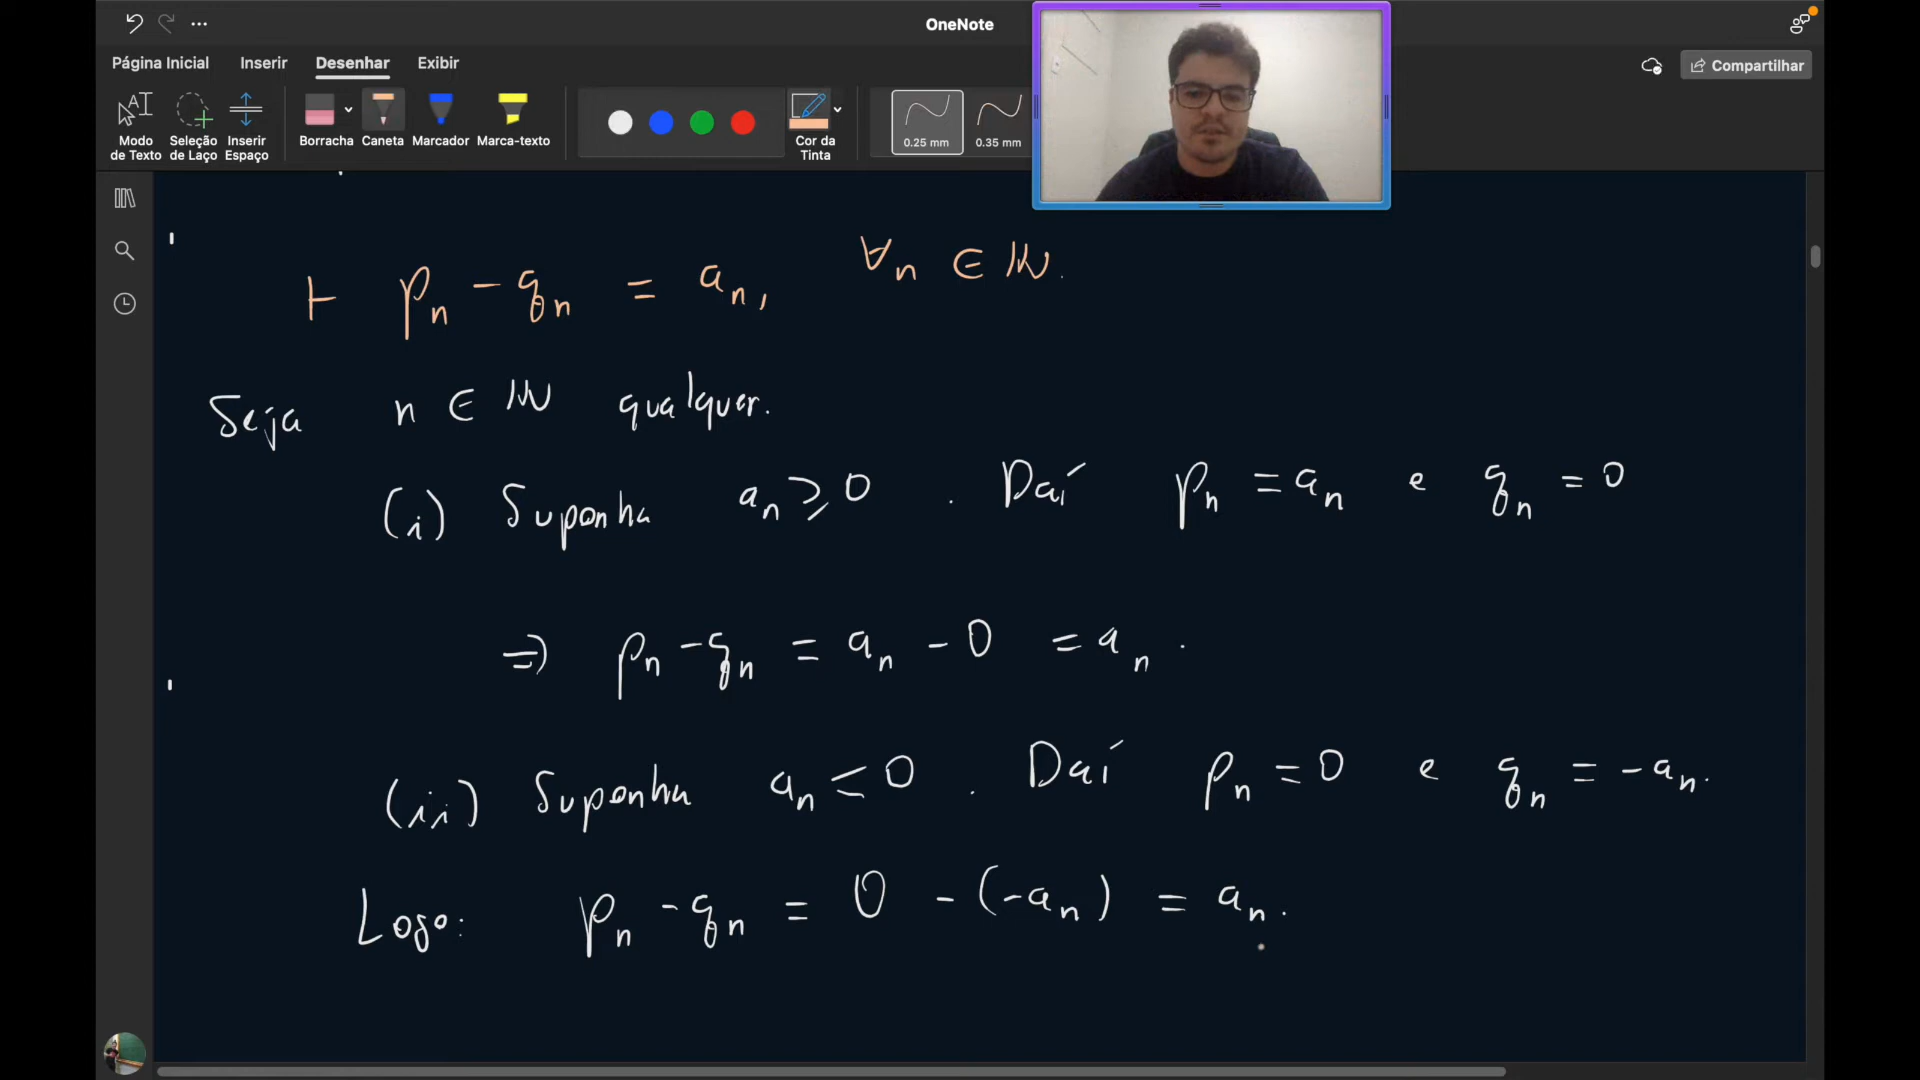 OneNote
Página Inicial Inserir Desenhar Exibir
Compartilhar
Modo de Texto
Seleção de Laço
Inserir Espaço
Borracha
Caneta
Marcador
Marca-texto
Cor da Tinta
0.25 mm
0.35 mm
⊢ pₙ - qₙ = aₙ, ∀n ∈ ℕ.
Seja n ∈ ℕ qualquer.
(i) Suponha aₙ ⩾ 0. Daí pₙ = aₙ e qₙ = 0
⇒ pₙ - qₙ = aₙ - 0 = aₙ.
(ii) Suponha aₙ ≤ 0. Daí pₙ = 0 e qₙ = -aₙ.
Logo: pₙ - qₙ = 0 - (-aₙ) = aₙ.